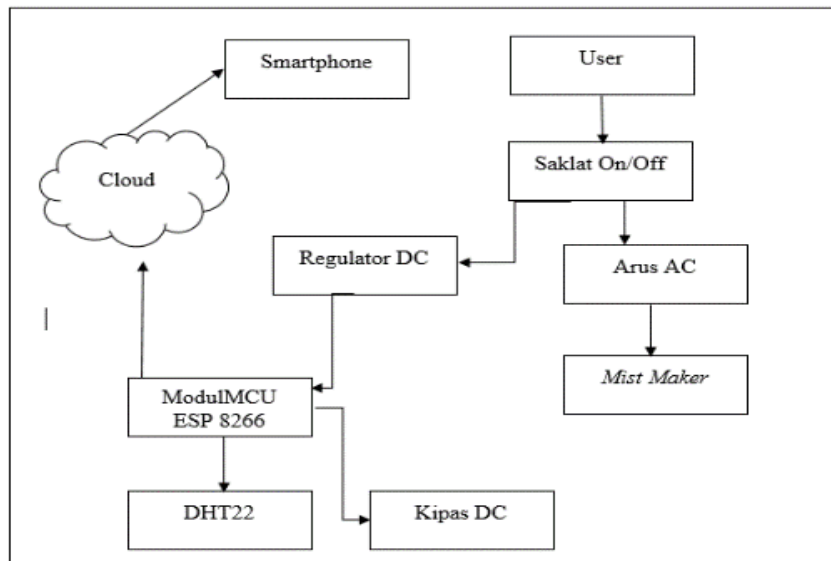 Smartphone
User
Cloud
Saklat On/Off
Regulator DC
Arus AC
Mist Maker
ModulMCU
ESP 8266
DHT22
Kipas DC